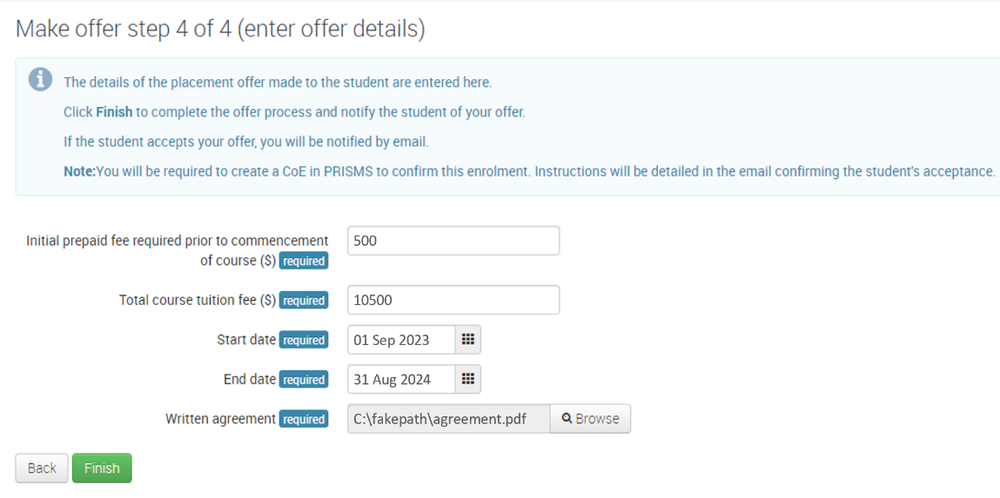 Make offer step 4 of 4 (enter offer details)
The details of the placement offer made to the student are entered here.
Click Finish to complete the offer process and notify the student of your offer.
If the student accepts your offer, you will be notified by email.
Note:You will be required to create a CoE in PRISMS to confirm this enrolment. Instructions will be detailed in the email confirming the student's acceptance.
Initial prepaid fee required prior to commencement 500
of course ($) required
Total course tuition fee ($) required 10500
Start date required 01 Sep 2023
End date required 31 Aug 2024
Written agreement required C:\fakepath\agreement.pdf Browse
Back Finish